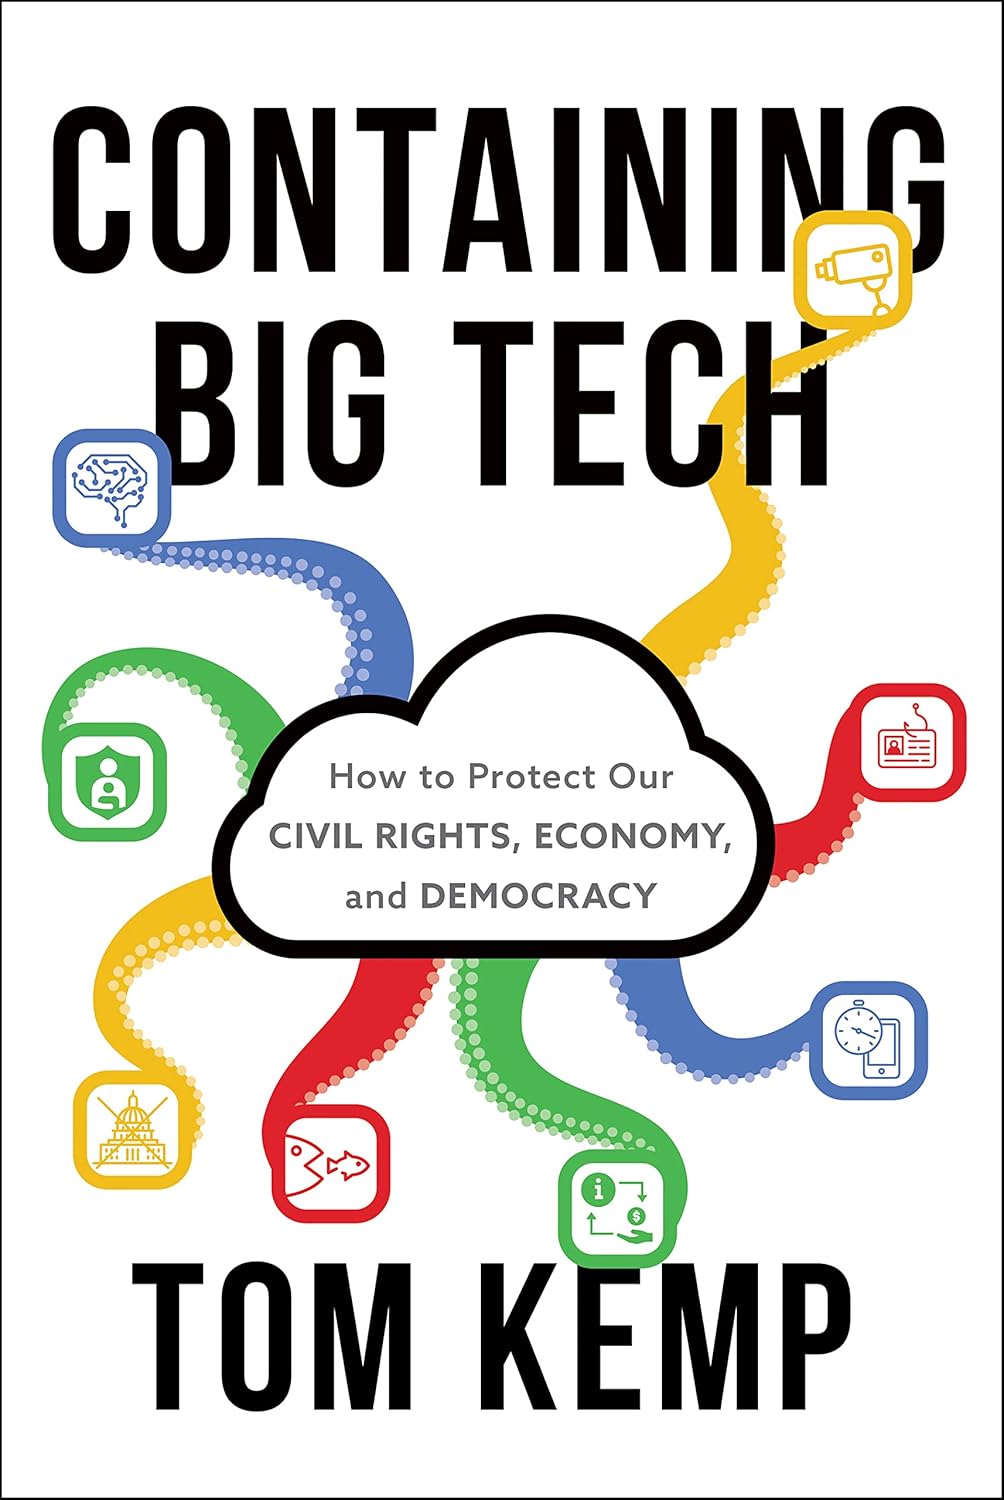 CONTAINING
BIG TECH
How to Protect Our
CIVIL RIGHTS, ECONOMY,
and DEMOCRACY
i
$
TOM KEMP